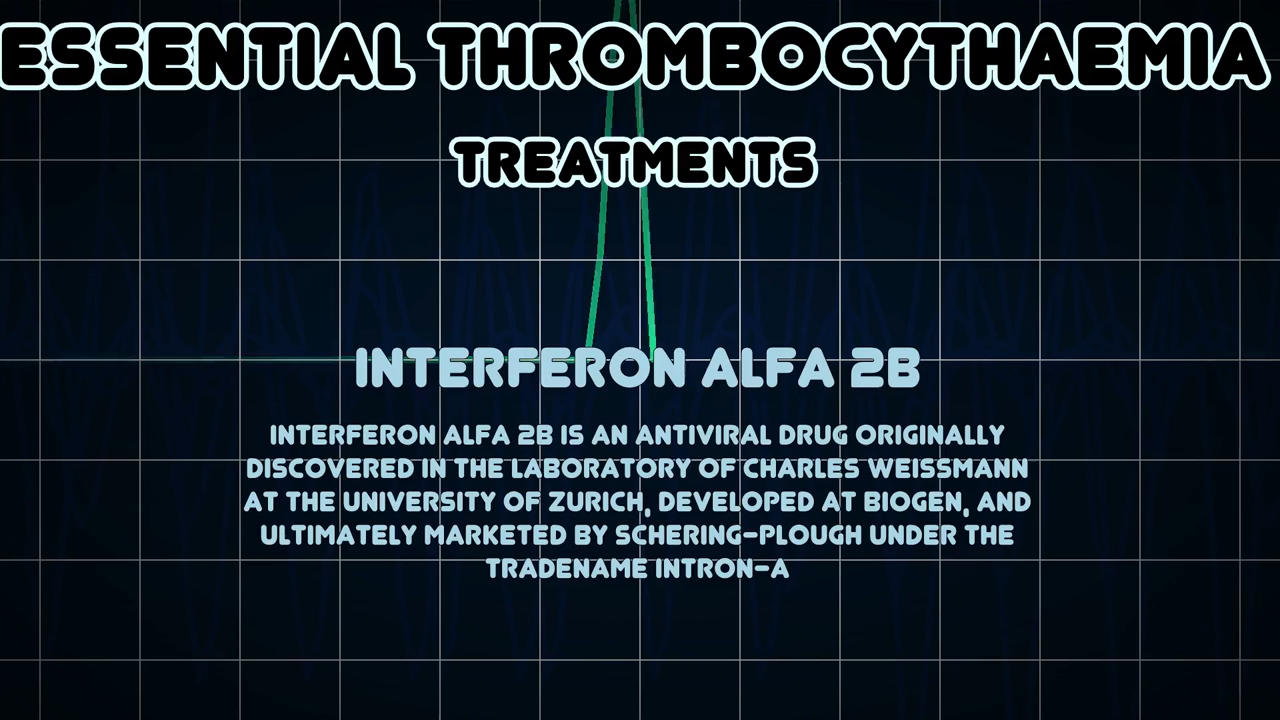 ESSENTIAL THROMBOCYTHAEMIA
TREATMENTS
INTERFERON ALFA 2B
INTERFERON ALFA 2B IS AN ANTIVIRAL DRUG ORIGINALLY
DISCOVERED IN THE LABORATORY OF CHARLES WEISSMANN
AT THE UNIVERSITY OF ZURICH, DEVELOPED AT BIOGEN, AND
ULTIMATELY MARKETED BY SCHERING-PLOUGH UNDER THE
TRADENAME INTRON-A